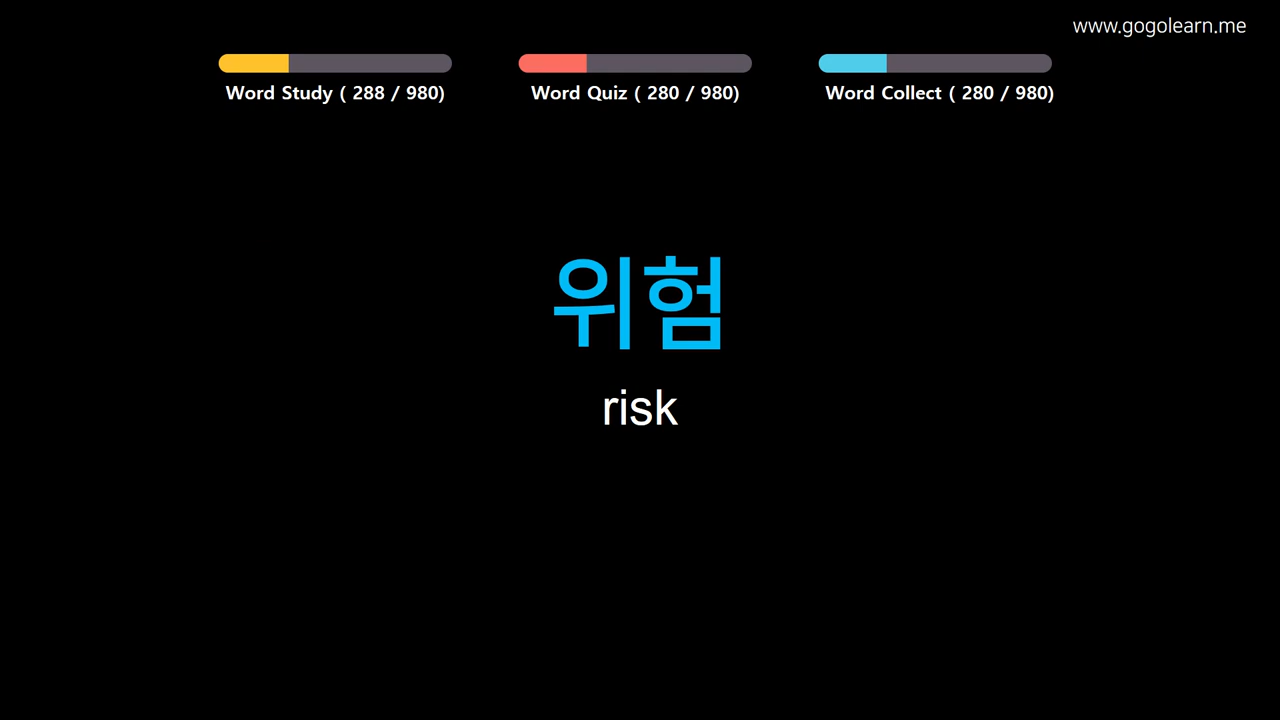 www.gogolearn.me
Word Study ( 288 / 980)
Word Quiz ( 280 / 980)
Word Collect ( 280 / 980)
위험
risk